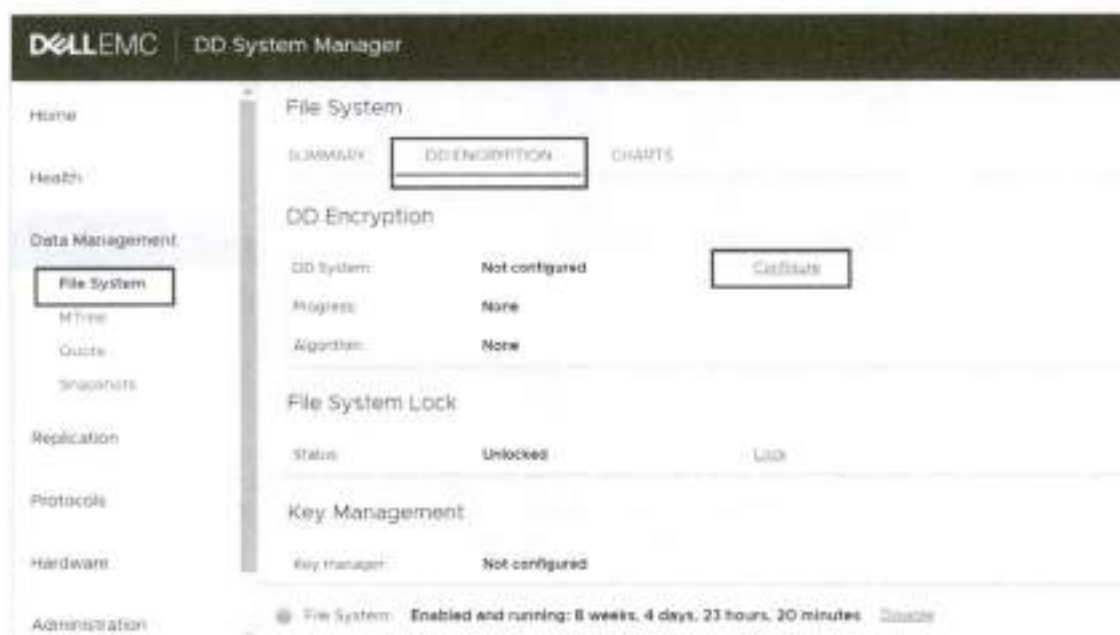 DELLEMC | DD System Manager
Home
Health
Data Management
File System
MTree
Quota
Snapshots
Replication
Protocols
Hardware
Administration
File System
SUMMARY DD ENCRYPTION CHARTS
DD Encryption
DD System: Not configured Configure
Progress: None
Algorithm: None
File System Lock
Status: Unlocked Lock
Key Management
Key manager: Not configured
File System: Enabled and running: 8 weeks, 4 days, 23 hours, 20 minutes Disable